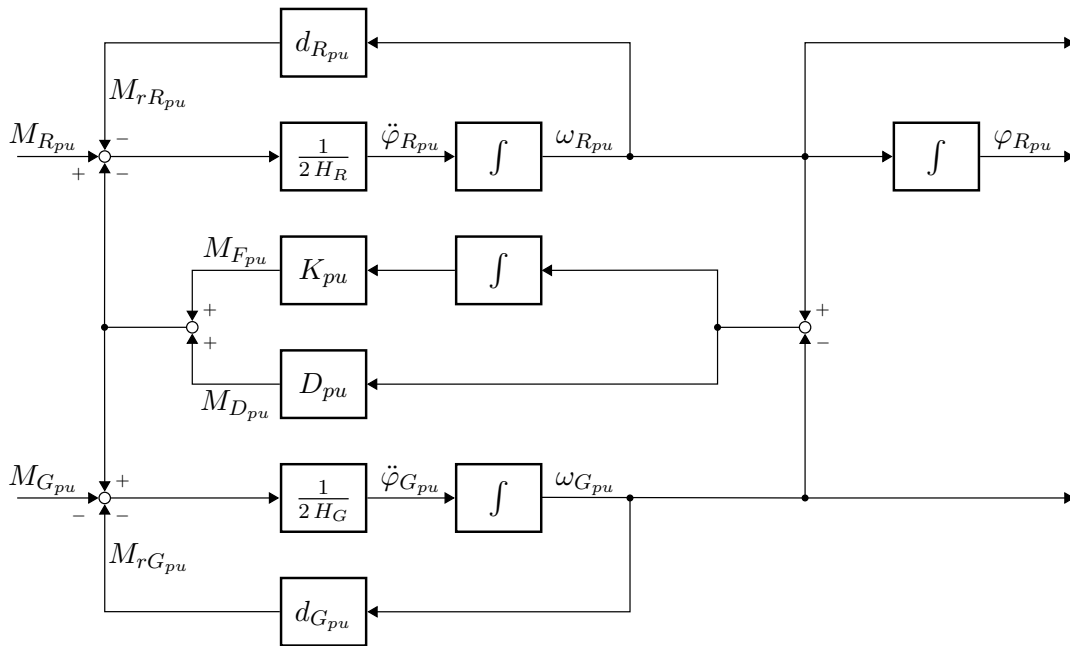 d_{R_{pu}}
M_{rR_{pu}}
M_{R_{pu}} + − − \frac{1}{2 H_R} \ddot{φ}_{R_{pu}} ∫ ω_{R_{pu}} ∫ φ_{R_{pu}}
M_{F_{pu}} K_{pu} ∫
+ +
+ −
M_{D_{pu}} D_{pu}
M_{G_{pu}} − + − \frac{1}{2 H_G} \ddot{φ}_{G_{pu}} ∫ ω_{G_{pu}}
M_{rG_{pu}}
d_{G_{pu}}